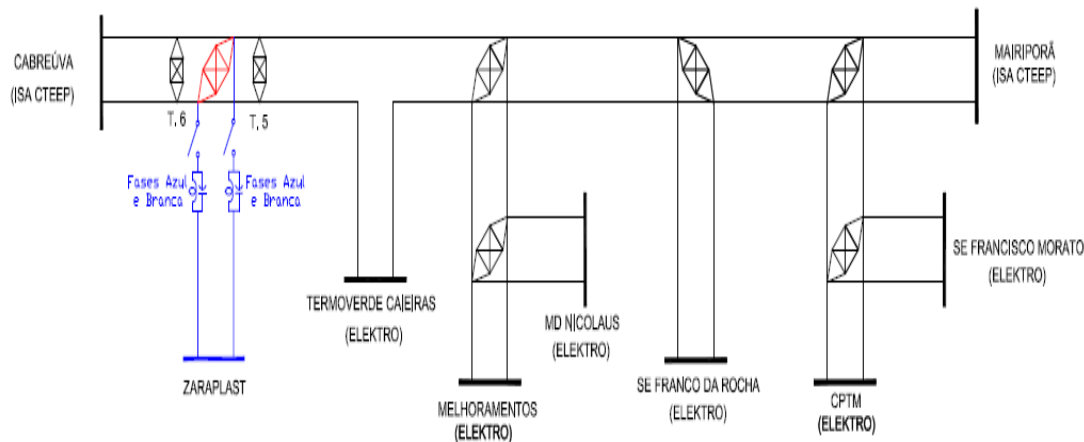 CABREÚVA
(ISA CTEEP)
MAIRIPORÃ
(ISA CTEEP)
T. 6
T. 5
Fases Azul
e Branca
Fases Azul
e Branca
SE FRANCISCO MORATO
(ELEKTRO)
TERMOVERDE CAIEIRAS
(ELEKTRO)
MD NICOLAUS
(ELEKTRO)
ZARAPLAST
MELHORAMENTOS
(ELEKTRO)
SE FRANCO DA ROCHA
(ELEKTRO)
CPTM
(ELEKTRO)